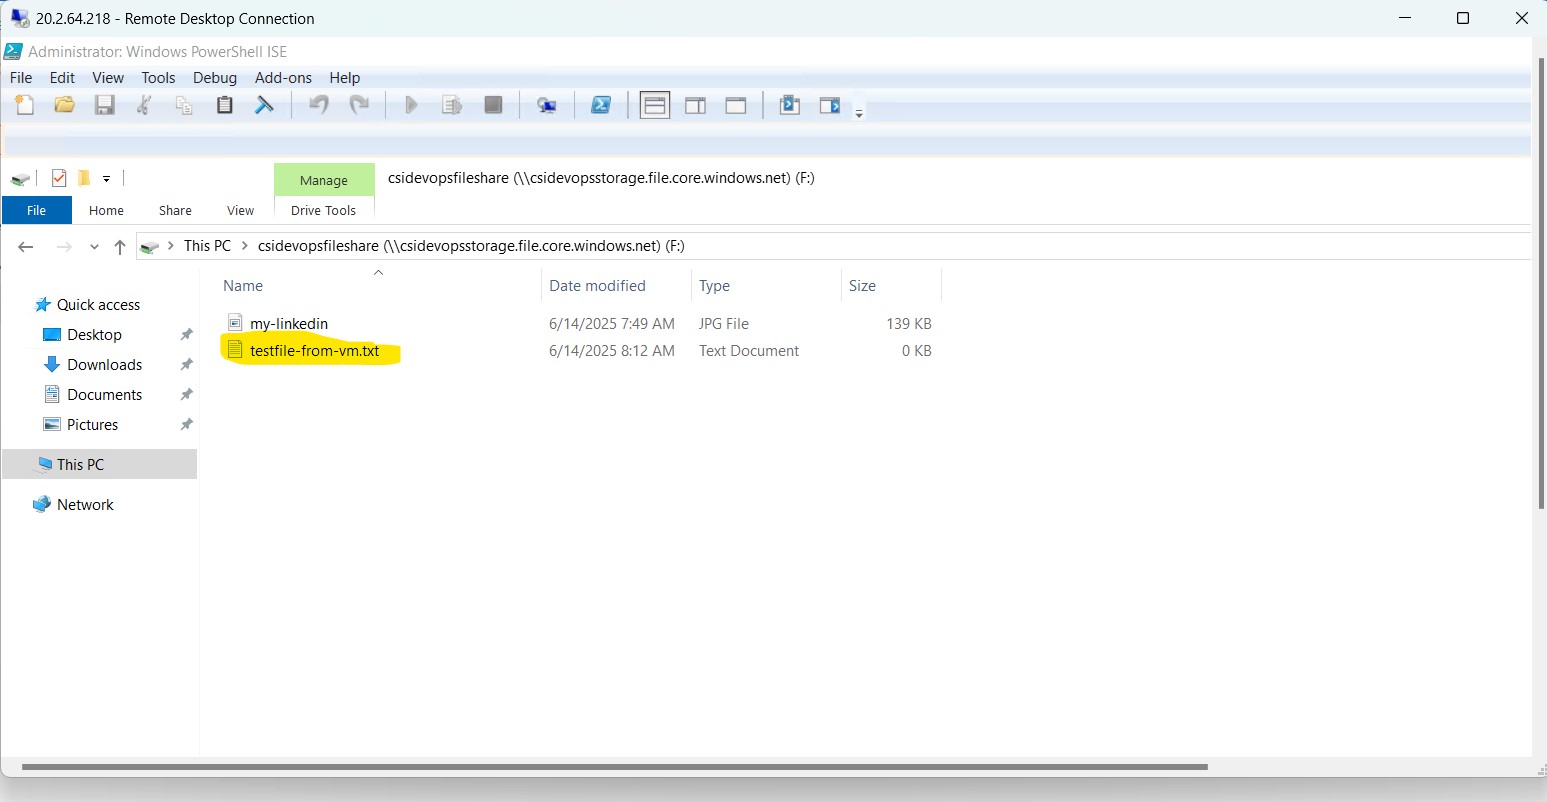 20.2.64.218 - Remote Desktop Connection
Administrator: Windows PowerShell ISE
File Edit View Tools Debug Add-ons Help
Manage csidevopsfileshare (\\csidevopsstorage.file.core.windows.net) (F:)
File Home Share View Drive Tools
This PC csidevopsfileshare (\\csidevopsstorage.file.core.windows.net) (F:)
Name Date modified Type Size
Quick access
Desktop
Downloads
Documents
Pictures
This PC
Network
my-linkedin 6/14/2025 7:49 AM JPG File 139 KB
testfile-from-vm.txt 6/14/2025 8:12 AM Text Document 0 KB